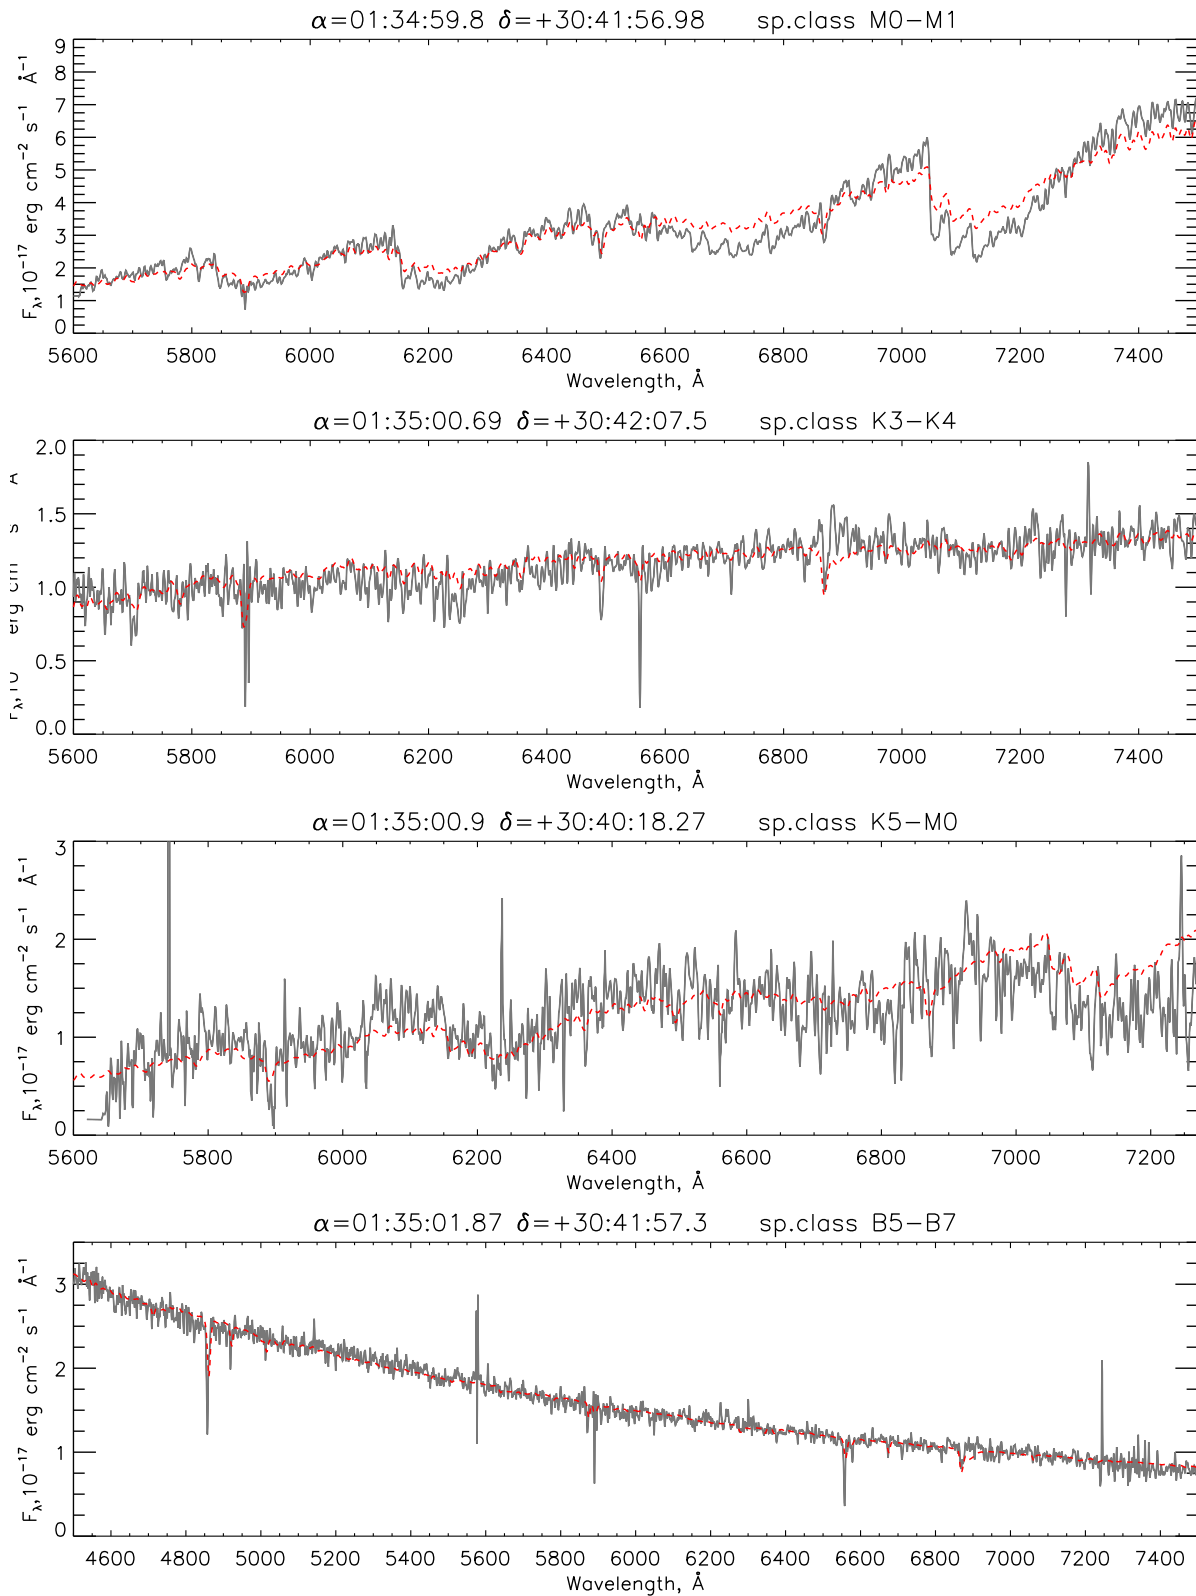 α=01:34:59.8 δ=+30:41:56.98 sp.class M0−M1
F_λ,10⁻¹⁷ erg cm⁻² s⁻¹ Å⁻¹
9
8
7
6
5
4
3
2
1
0
5600 5800 6000 6200 6400 6600 6800 7000 7200 7400
Wavelength, Å
α=01:35:00.69 δ=+30:42:07.5 sp.class K3−K4
erg cm s
2.0
1.5
1.0
0.5
0.0
5600 5800 6000 6200 6400 6600 6800 7000 7200 7400
Wavelength, Å
α=01:35:00.9 δ=+30:40:18.27 sp.class K5−M0
F_λ,10⁻¹⁷ erg cm⁻² s⁻¹ Å⁻¹
3
2
1
0
5600 5800 6000 6200 6400 6600 6800 7000 7200
Wavelength, Å
α=01:35:01.87 δ=+30:41:57.3 sp.class B5−B7
F_λ,10⁻¹⁷ erg cm⁻² s⁻¹ Å⁻¹
3
2
1
0
4600 4800 5000 5200 5400 5600 5800 6000 6200 6400 6600 6800 7000 7200 7400
Wavelength, Å